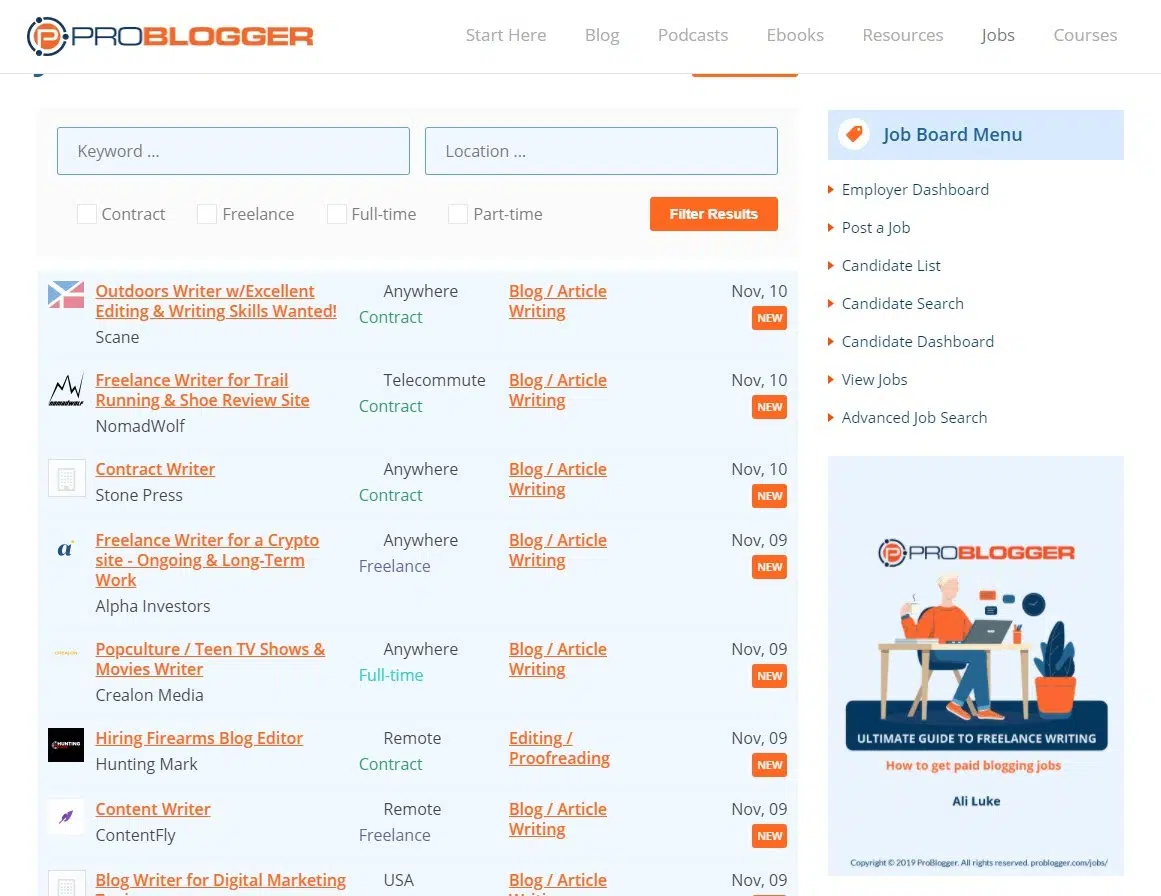 PROBLOGGER
Start Here
Blog
Podcasts
Ebooks
Resources
Jobs
Courses
Keyword ...
Location ...
Contract
Freelance
Full-time
Part-time
Filter Results
Outdoors Writer w/Excellent
Editing & Writing Skills Wanted!
Scane
Anywhere
Contract
Blog / Article
Writing
Nov, 10
NEW
Freelance Writer for Trail
Running & Shoe Review Site
NomadWolf
Telecommute
Contract
Blog / Article
Writing
Nov, 10
NEW
Contract Writer
Stone Press
Anywhere
Contract
Blog / Article
Writing
Nov, 10
NEW
Freelance Writer for a Crypto
site - Ongoing & Long-Term
Work
Alpha Investors
Anywhere
Freelance
Blog / Article
Writing
Nov, 09
NEW
Popculture / Teen TV Shows &
Movies Writer
Crealon Media
Anywhere
Full-time
Blog / Article
Writing
Nov, 09
NEW
HUNTING
Hiring Firearms Blog Editor
Hunting Mark
Remote
Contract
Editing /
Proofreading
Nov, 09
NEW
Content Writer
ContentFly
Remote
Freelance
Blog / Article
Writing
Nov, 09
NEW
Blog Writer for Digital Marketing
USA
Blog / Article
Nov, 09
Job Board Menu
Employer Dashboard
Post a Job
Candidate List
Candidate Search
Candidate Dashboard
View Jobs
Advanced Job Search
PROBLOGGER
ULTIMATE GUIDE TO FREELANCE WRITING
How to get paid blogging jobs
Ali Luke
Copyright © 2019 ProBlogger. All rights reserved. problogger.com/jobs/